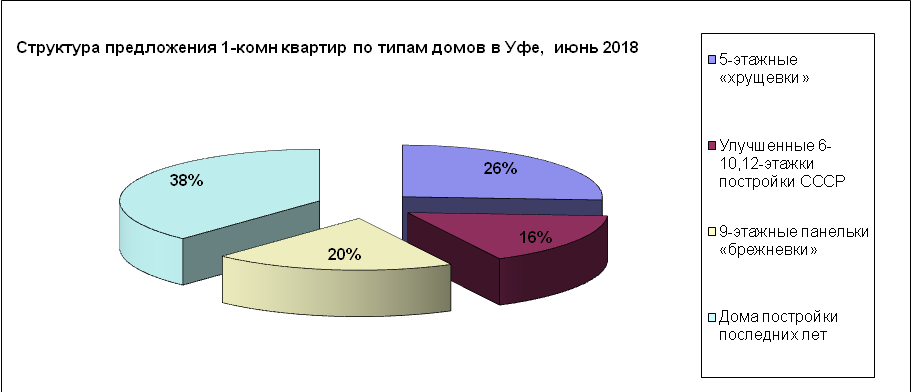 Структура предложения 1-комн квартир по типам домов в Уфе, июнь 2018
38%
26%
16%
20%
5-этажные
«хрущевки»
Улучшенные 6-
10,12-этажки
постройки СССР
9-этажные панельки
«брежневки»
Дома постройки
последних лет